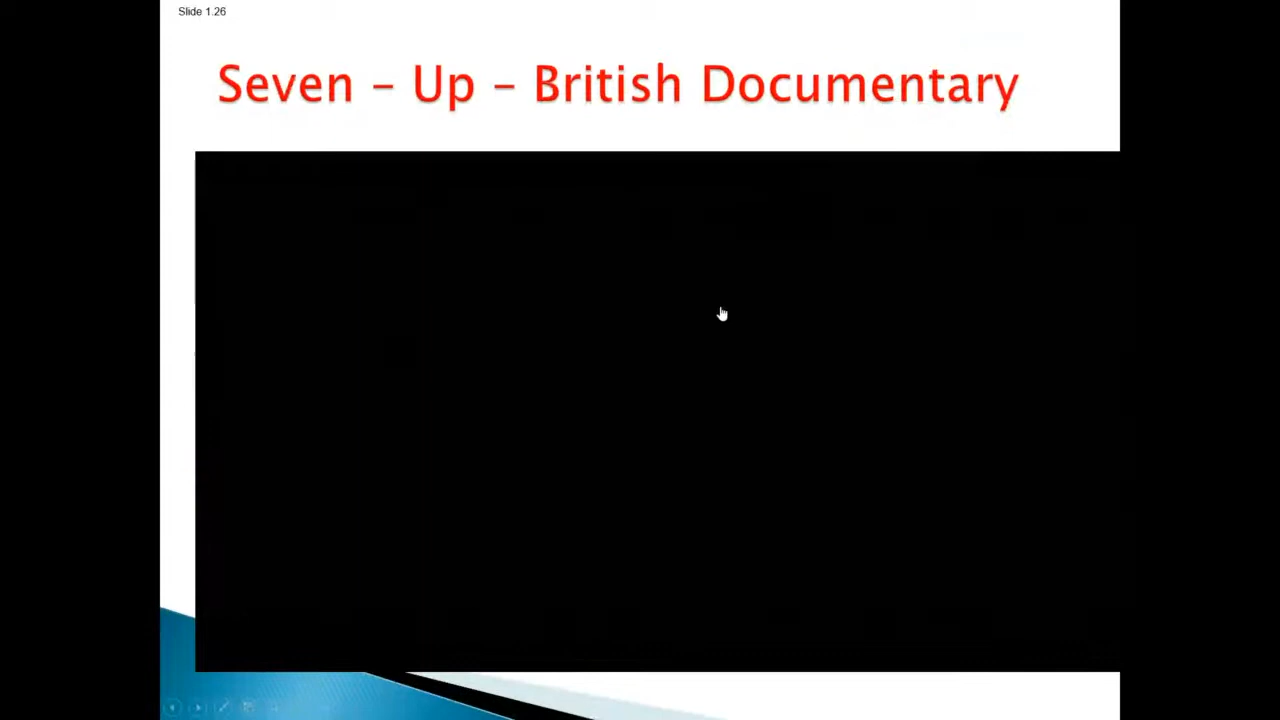 Slide 1.26
Seven – Up – British Documentary